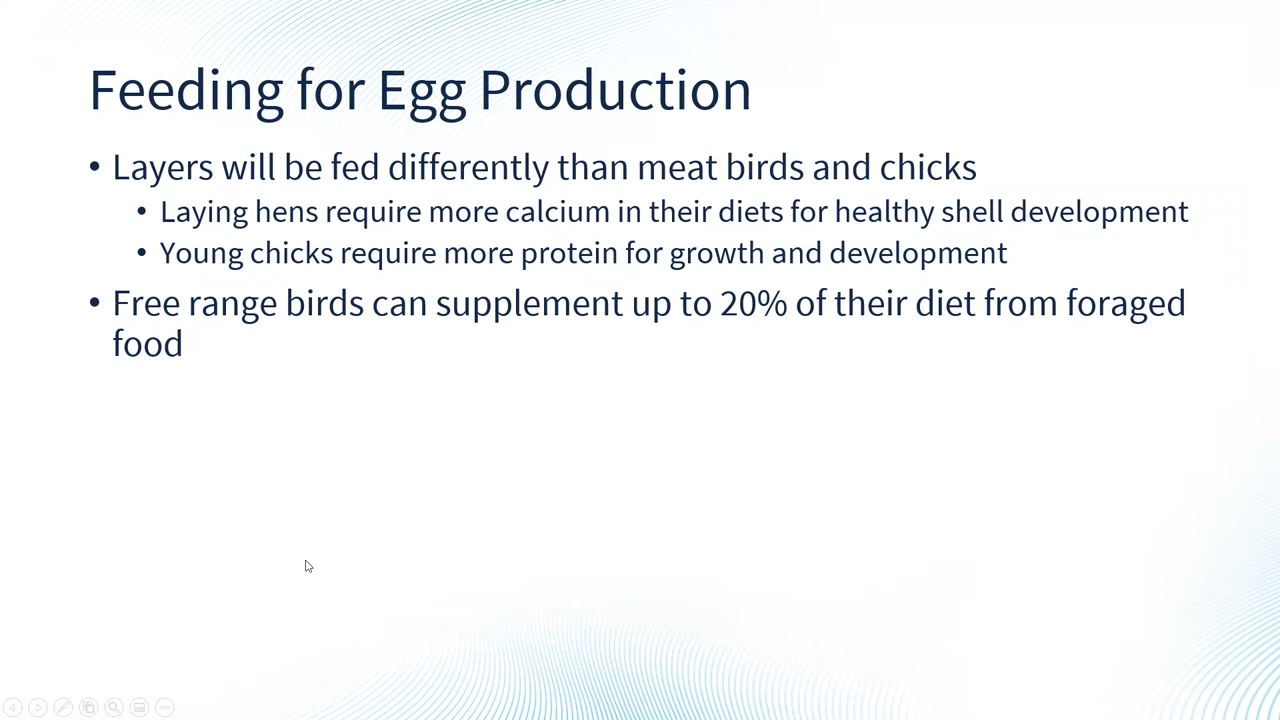 Feeding for Egg Production
• Layers will be fed differently than meat birds and chicks
• Laying hens require more calcium in their diets for healthy shell development
• Young chicks require more protein for growth and development
• Free range birds can supplement up to 20% of their diet from foraged
food